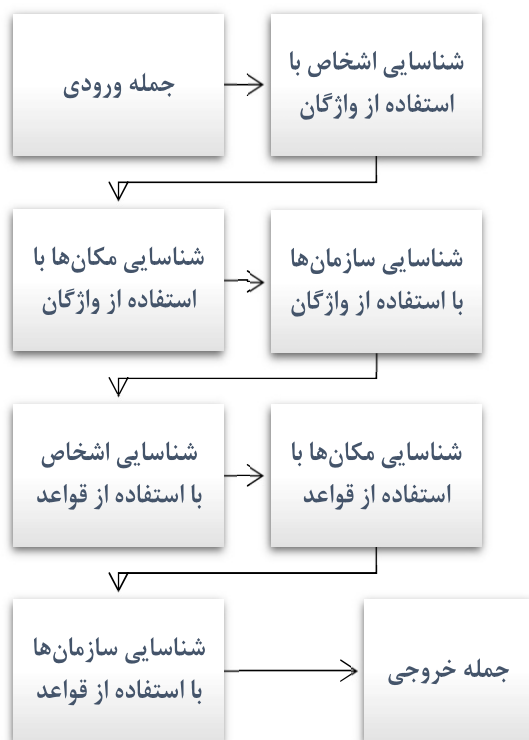 جمله ورودی
شناسایی اشخاص با
استفاده از واژگان
شناسایی مکان‌ها با
استفاده از واژگان
شناسایی سازمان‌ها
با استفاده از واژگان
شناسایی اشخاص
با استفاده از قواعد
شناسایی مکان‌ها با
استفاده از قواعد
شناسایی سازمان‌ها
با استفاده از قواعد
جمله خروجی